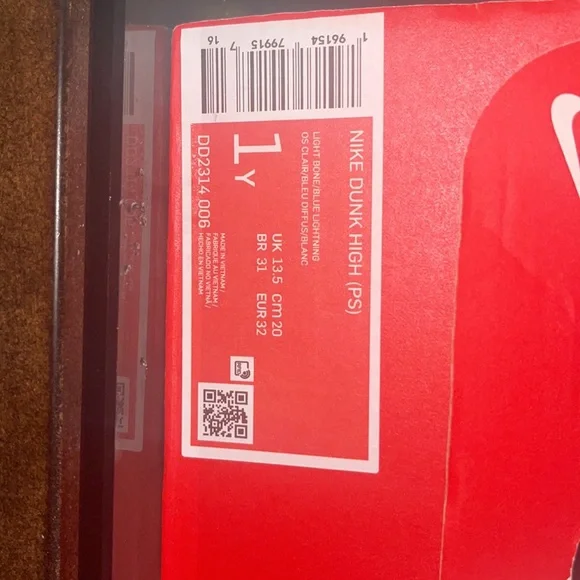 NIKE DUNK HIGH (PS)
LIGHT BONE/BLUE LIGHTNING
OS CLAIR/BLEU DIFFUS/BLANC
1Y
UK 13.5 cm 20
BR 31 EUR 32
DD2314 006
MADE IN VIETNAM /
FABRIQUE AU VIETNAM /
FABRICADO NO VIETNÃ /
HECHO EN VIETNAM
1 96154 79915 7
16